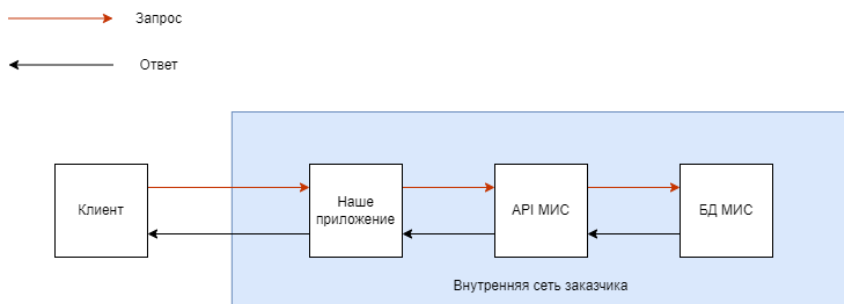 Запрос
Ответ
Клиент
Наше
приложение
API МИС
БД МИС
Внутренняя сеть заказчика